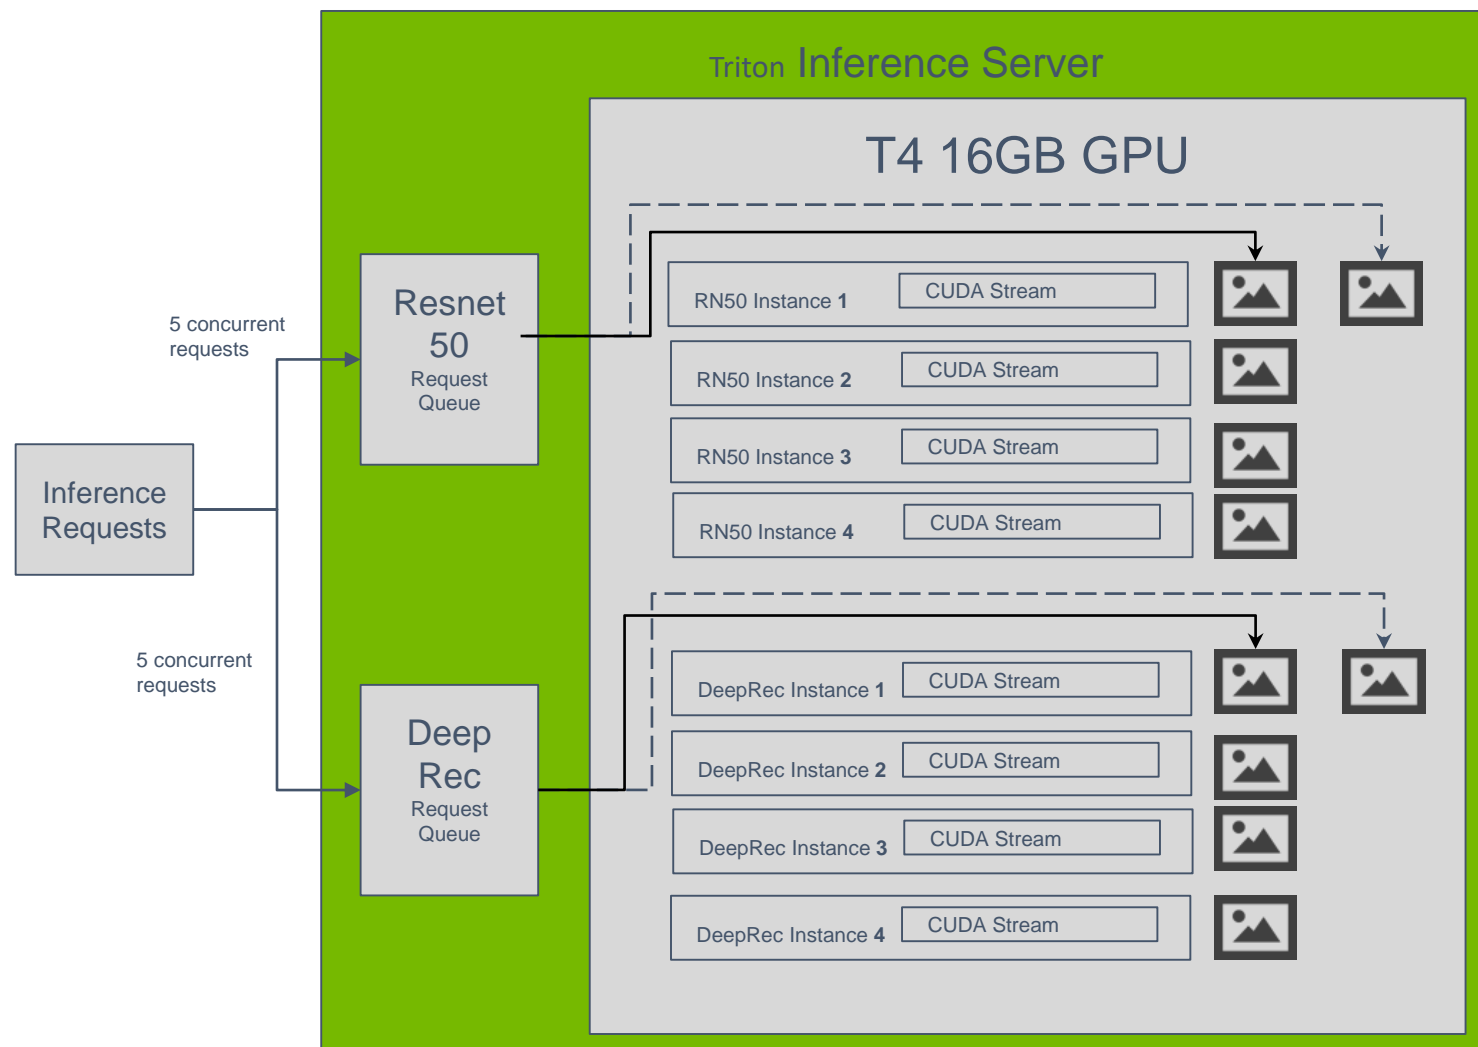 Triton Inference Server
T4 16GB GPU
Resnet
50
Request
Queue
5 concurrent
requests
RN50 Instance 1
CUDA Stream
RN50 Instance 2
CUDA Stream
RN50 Instance 3
CUDA Stream
RN50 Instance 4
CUDA Stream
Inference
Requests
5 concurrent
requests
Deep
Rec
Request
Queue
DeepRec Instance 1
CUDA Stream
DeepRec Instance 2
CUDA Stream
DeepRec Instance 3
CUDA Stream
DeepRec Instance 4
CUDA Stream